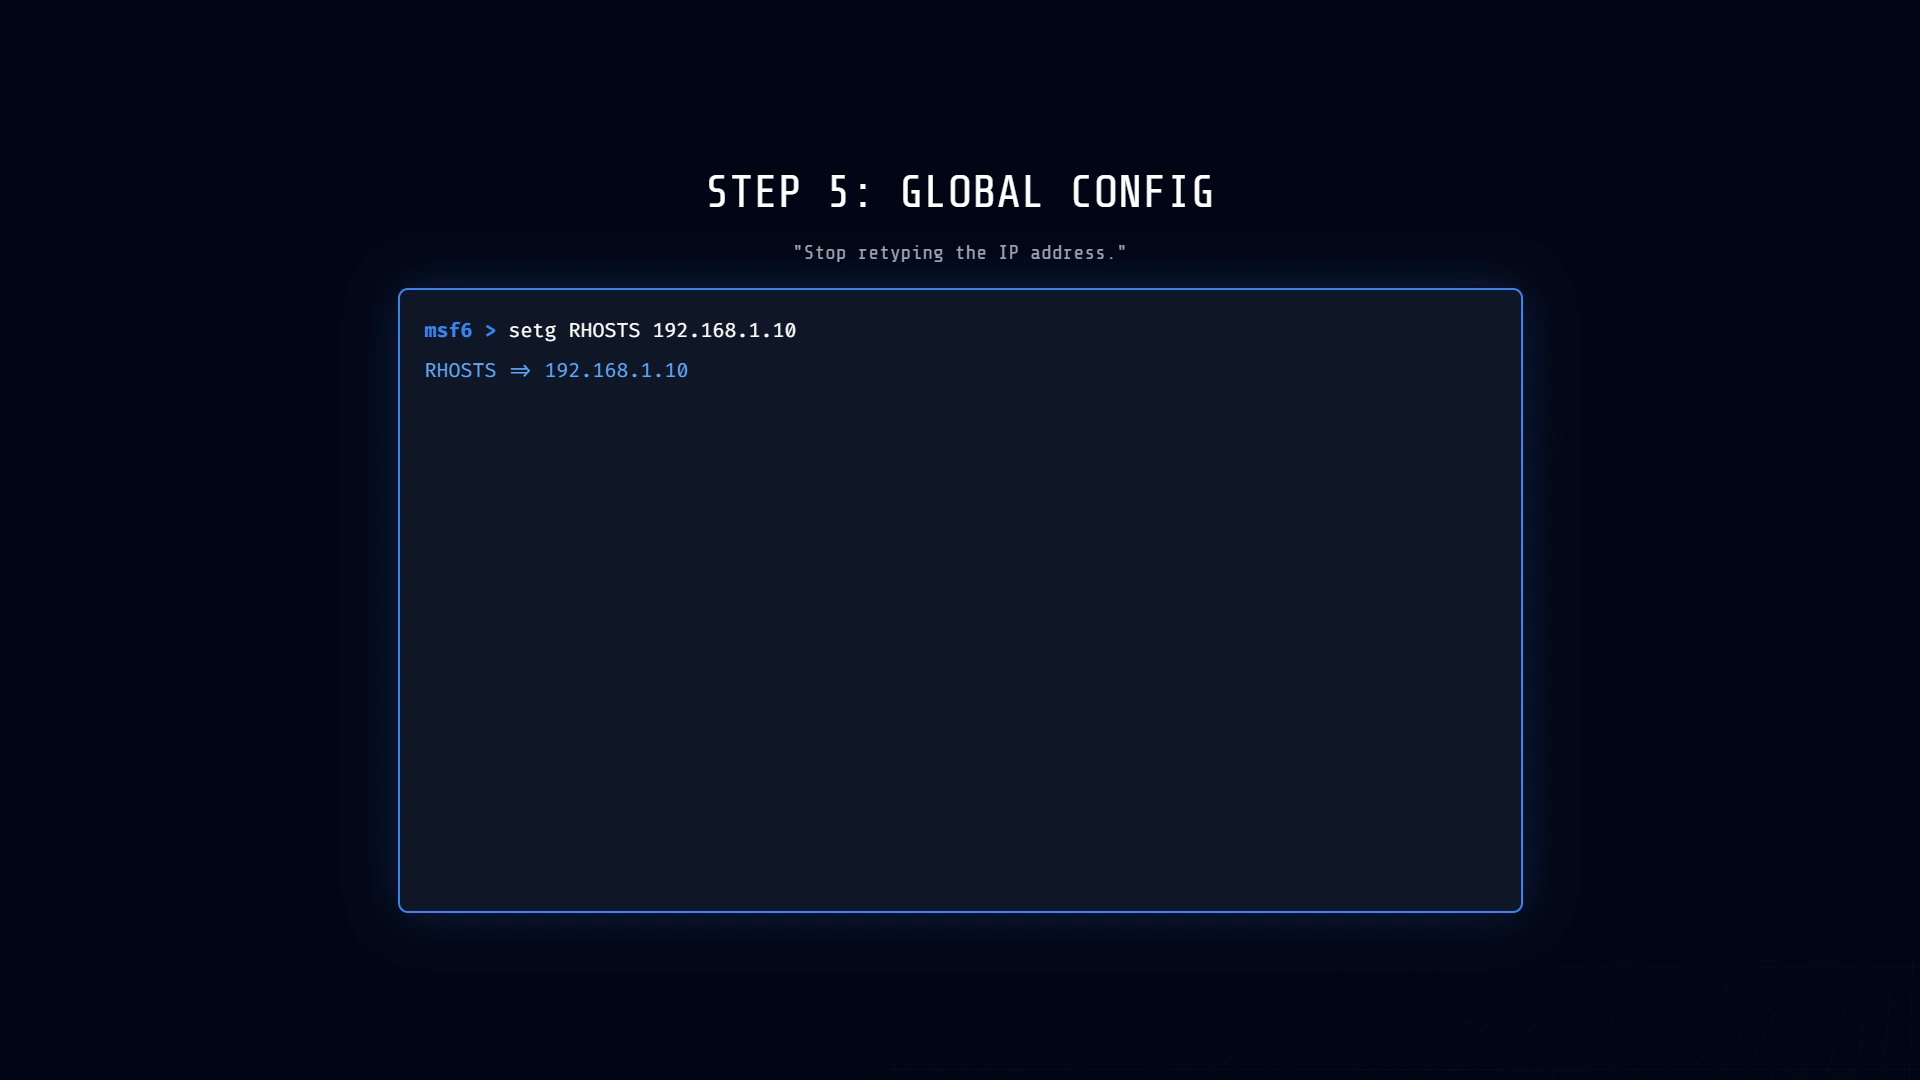 STEP 5: GLOBAL CONFIG
"Stop retyping the IP address."
msf6 > setg RHOSTS 192.168.1.10
RHOSTS => 192.168.1.10